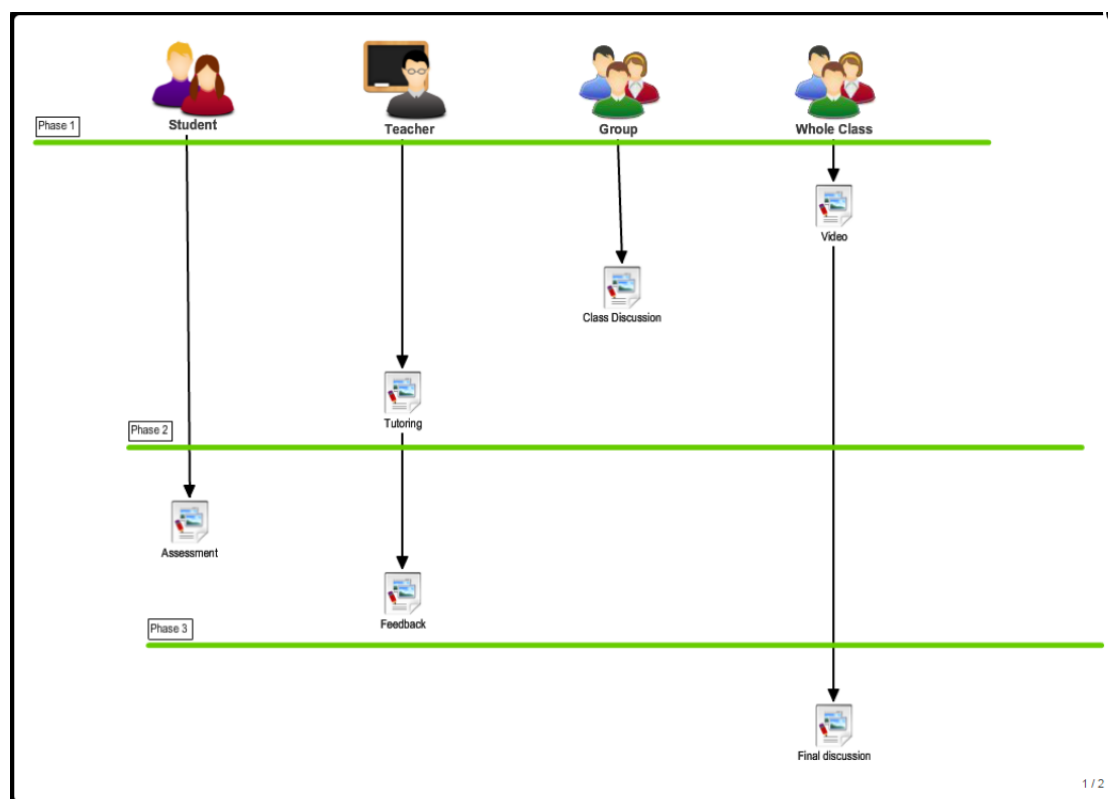 Phase 1
Student
Teacher
Group
Whole Class
Video
Class Discussion
Tutoring
Phase 2
Assessment
Feedback
Phase 3
Final discussion
1 / 2